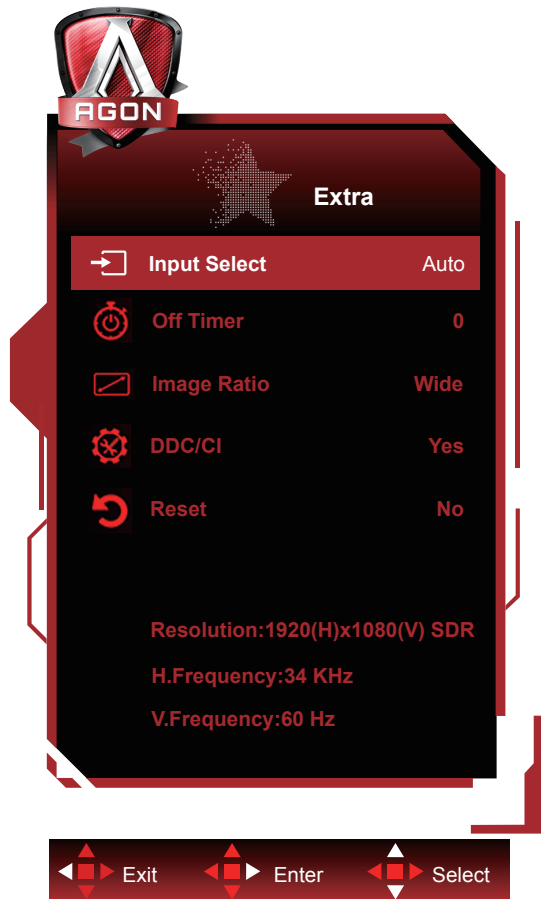 AGON
Extra
Input Select Auto
Off Timer 0
Image Ratio Wide
DDC/CI Yes
Reset No
Resolution:1920(H)x1080(V) SDR
H.Frequency:34 KHz
V.Frequency:60 Hz
Exit Enter Select